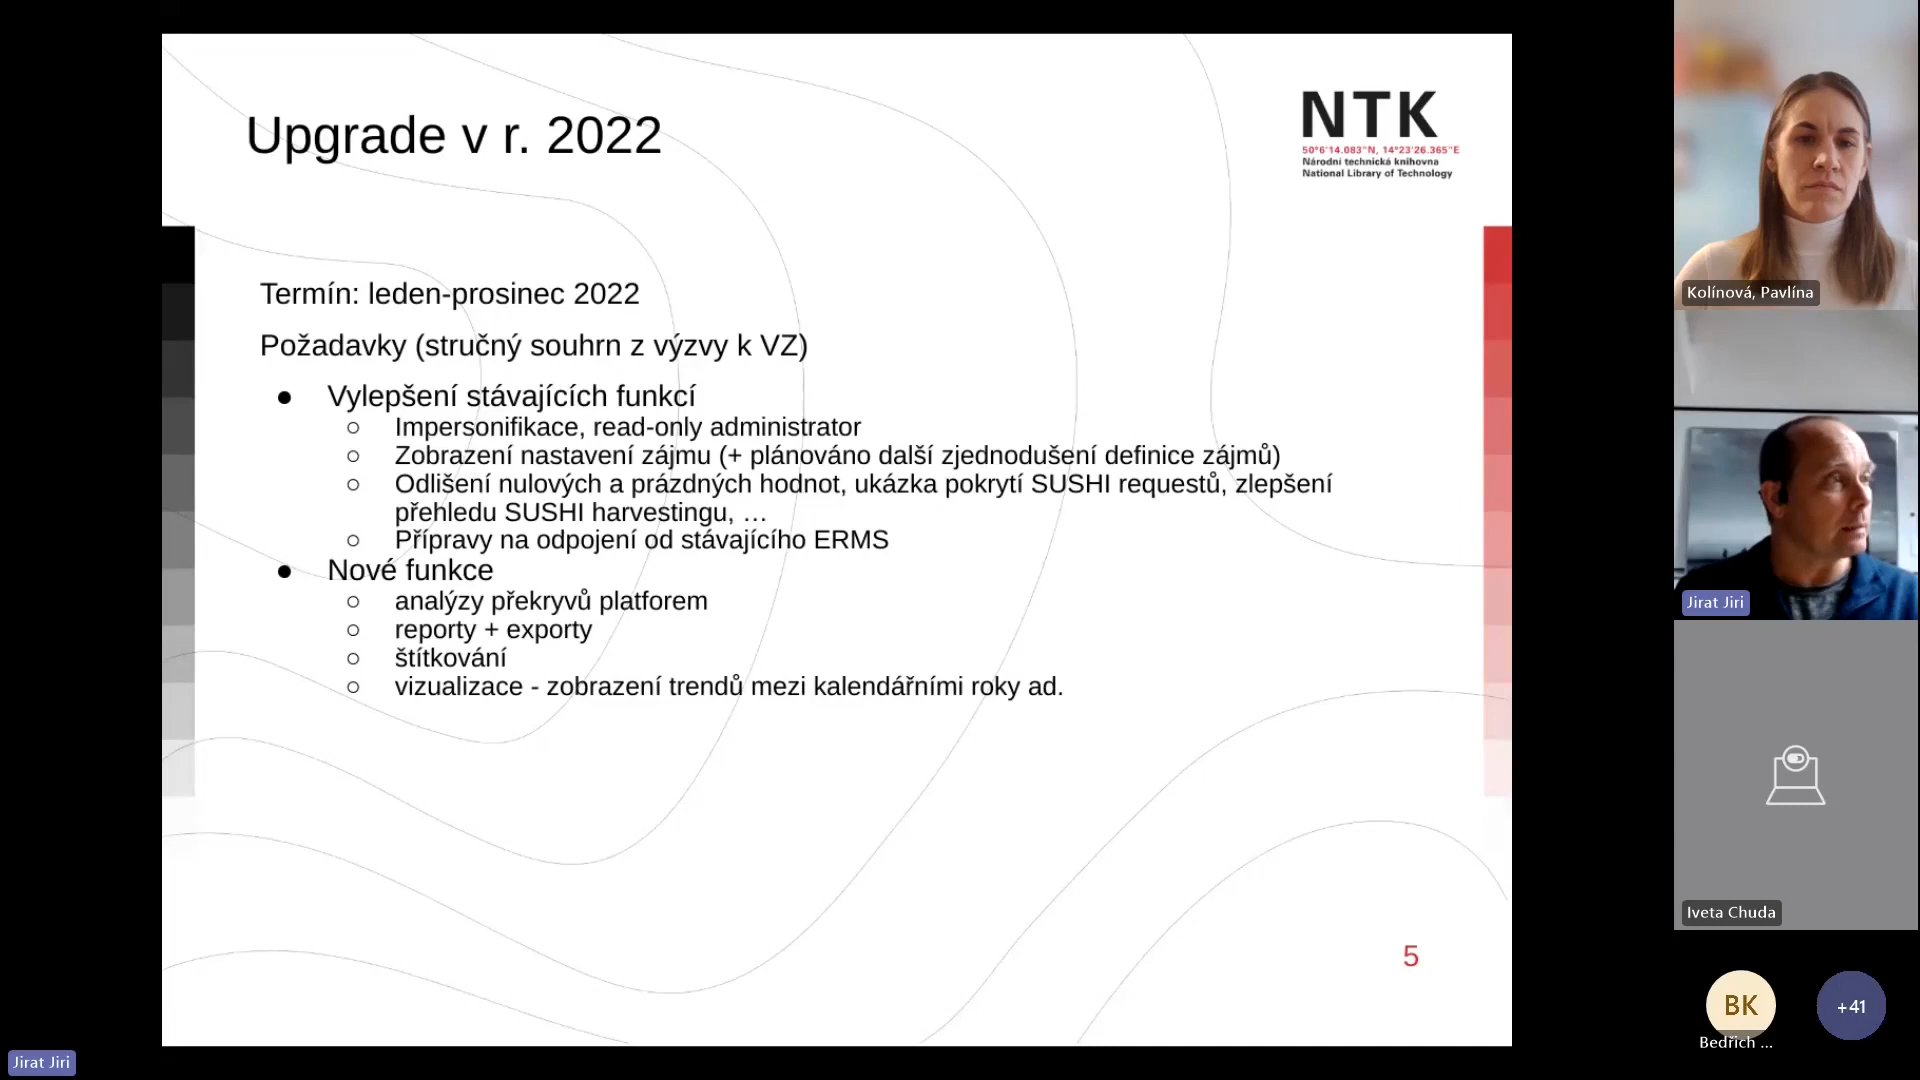 Upgrade v r. 2022
NTK
50°6'14.083"N, 14°23'26.365"E
Národní technická knihovna
National Library of Technology
Termín: leden-prosinec 2022
Požadavky (stručný souhrn z výzvy k VZ)
● Vylepšení stávajících funkcí
○ Impersonifikace, read-only administrator
○ Zobrazení nastavení zájmu (+ plánováno další zjednodušení definice zájmů)
○ Odlišení nulových a prázdných hodnot, ukázka pokrytí SUSHI requestů, zlepšení
přehledu SUSHI harvestingu, …
○ Přípravy na odpojení od stávajícího ERMS
● Nové funkce
○ analýzy překryvů platforem
○ reporty + exporty
○ štítkování
○ vizualizace - zobrazení trendů mezi kalendářními roky ad.
5
Kolínová, Pavlína
Jirat Jiri
Iveta Chuda
BK
Bedřich ...
+41
Jirat Jiri